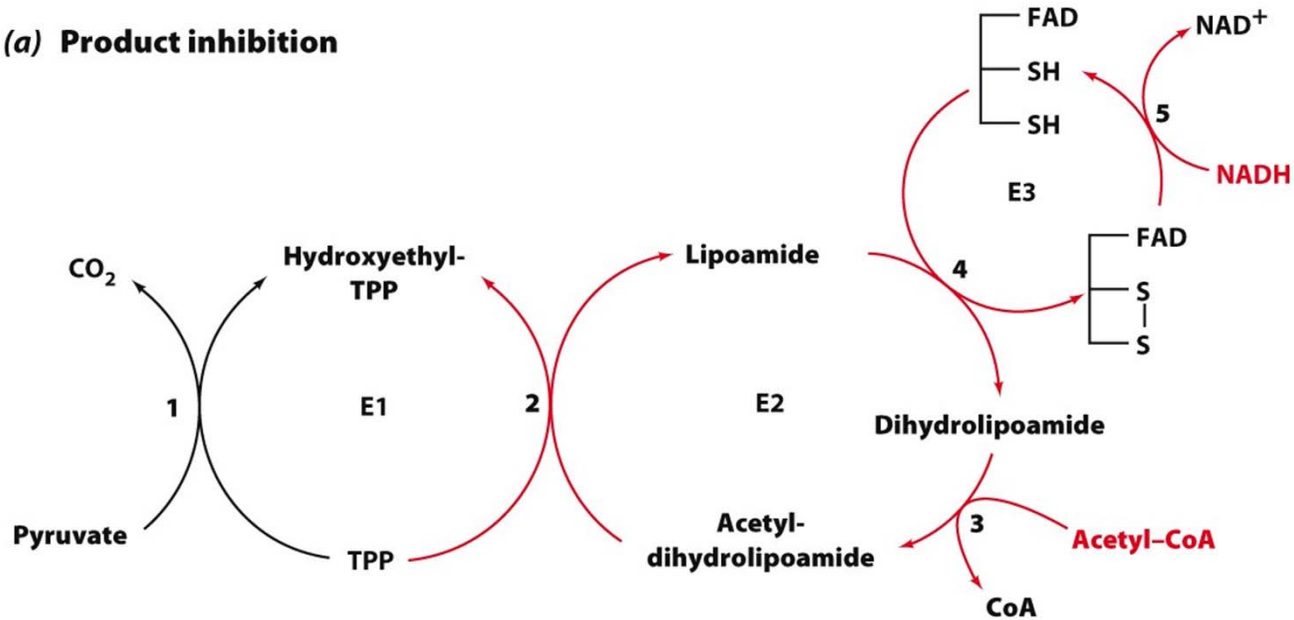 (a) Product inhibition
FAD
SH
SH
NAD⁺
5
NADH
E3
FAD
S
S
CO₂
Hydroxyethyl-
TPP
Lipoamide
4
1
E1
2
E2
Dihydrolipoamide
Pyruvate
TPP
Acetyl-
dihydrolipoamide
3
Acetyl–CoA
CoA